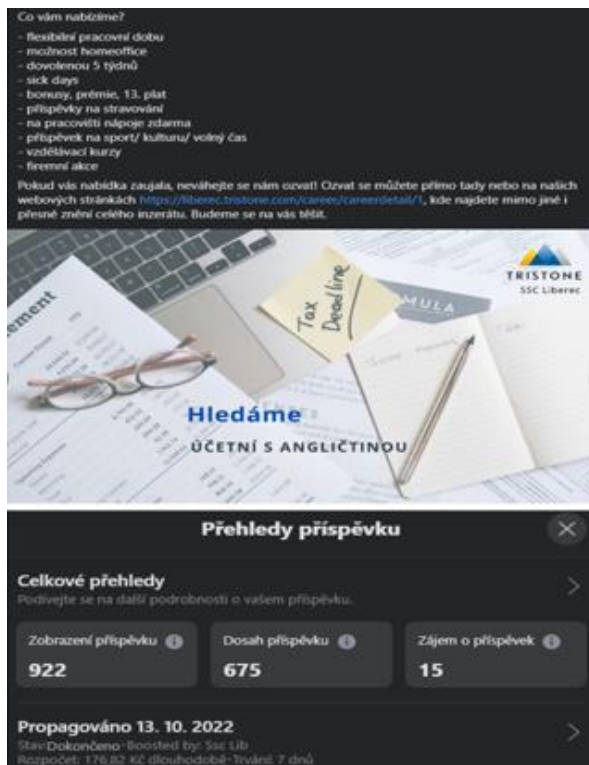 Co vám nabízíme?
- flexibilní pracovní dobu
- možnost homeoffice
- dovolenou 5 týdnů
- sick days
- bonusy, prémie, 13. plat
- příspěvky na stravování
- na pracovišti nápoje zdarma
- příspěvek na sport/ kulturu/ volný čas
- vzdělávací kurzy
- firemní akce
Pokud vás nabídka zaujala, neváhejte se nám ozvat! Ozvat se můžete přímo tady nebo na našich
webových stránkách https://liberec.tristone.com/career/careerdetail/1, kde najdete mimo jiné i
přesné znění celého inzerátu. Budeme se na vás těšit.
TRISTONE
SSC Liberec
Tax
Deadline
MULA
ement
Hledáme
ÚČETNÍ S ANGLIČTINOU
Přehledy příspěvku
Celkové přehledy
Podívejte se na další podrobnosti o vašem příspěvku.
Zobrazení příspěvku
Dosah příspěvku
Zájem o příspěvek
922
675
15
Propagováno 13. 10. 2022
Stav:Dokončeno·Boosted by: Ssc Lib
Rozpočet: 176,82 Kč dlouhodobě·Trvání: 7 dnů